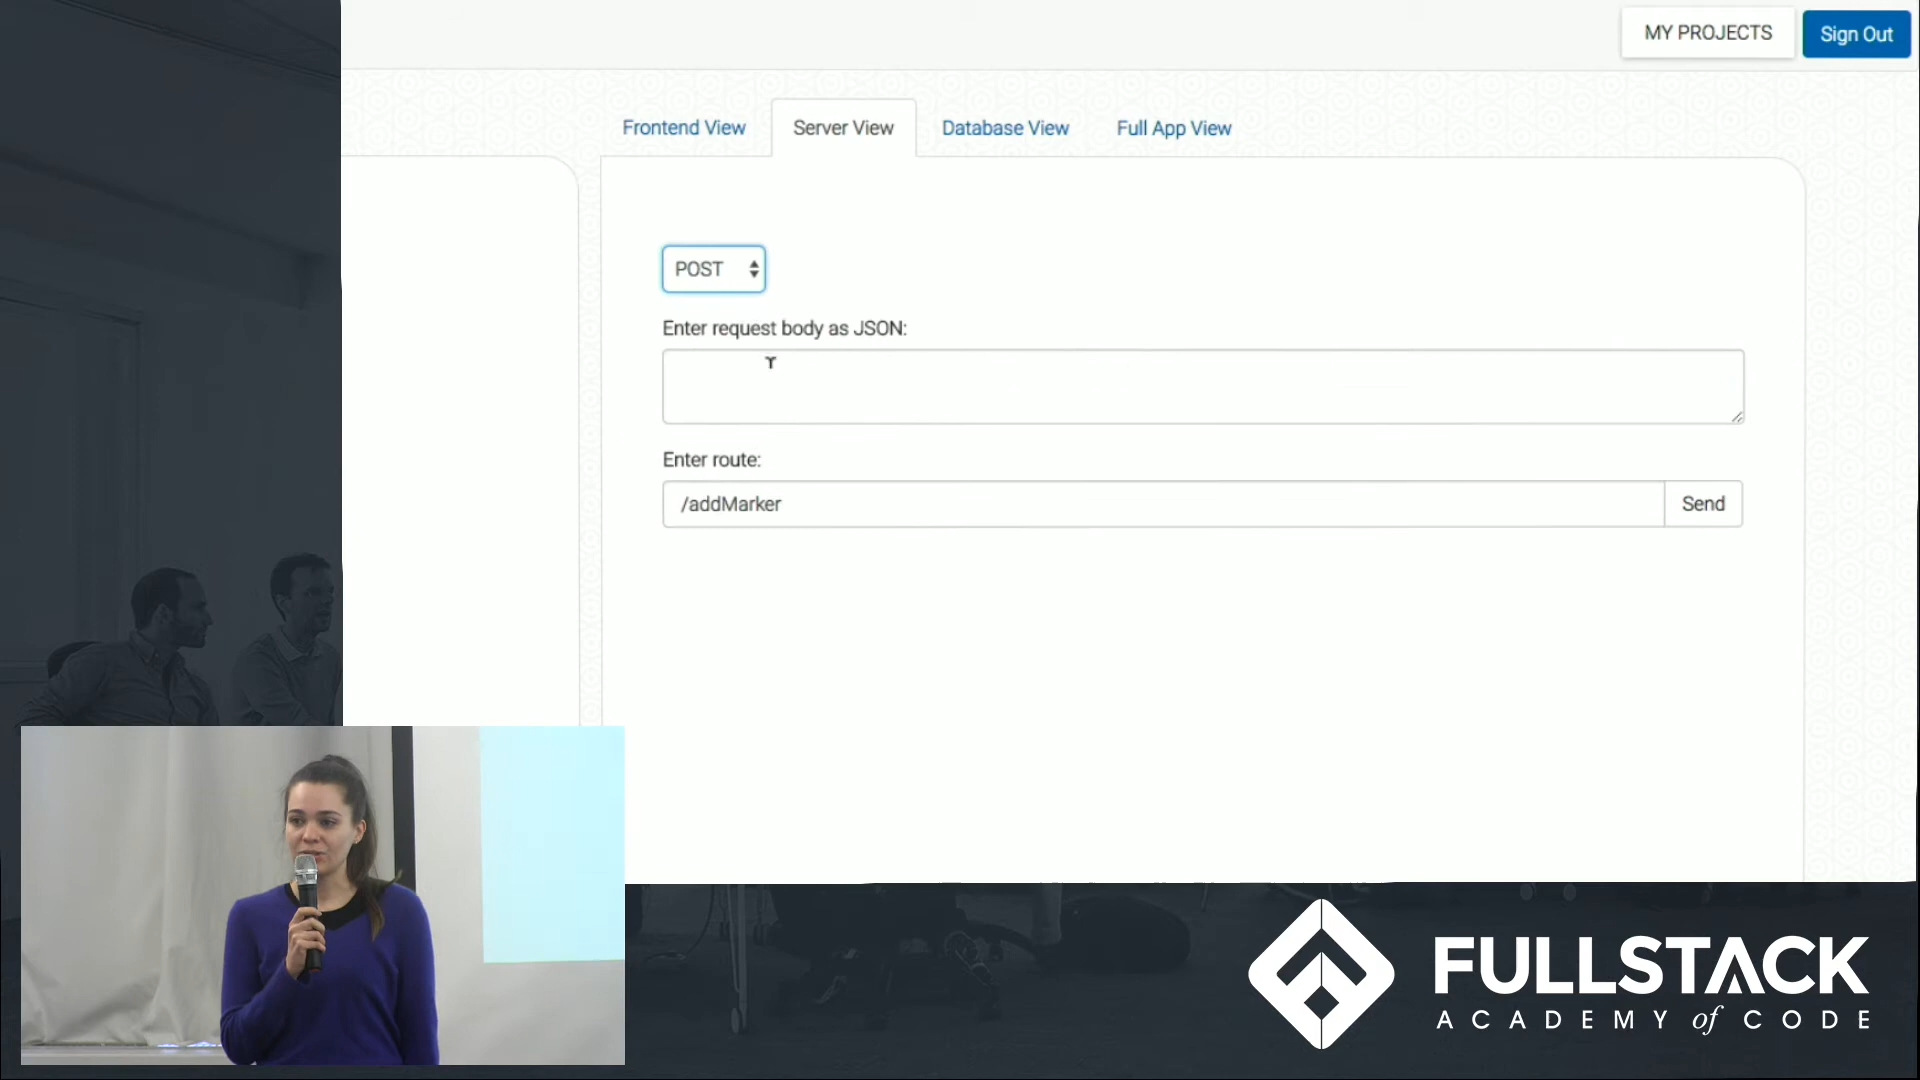 MY PROJECTS
Sign Out
Frontend View
Server View
Database View
Full App View
POST
Enter request body as JSON:
Enter route:
/addMarker
Send
FULLSTACK
ACADEMY of CODE